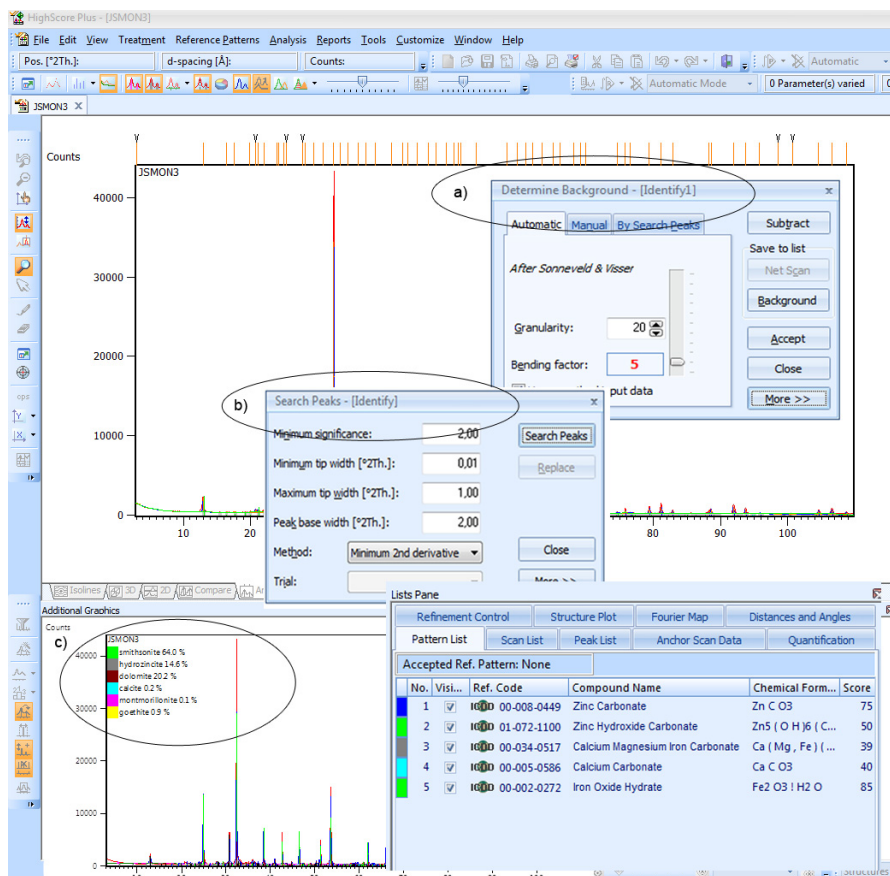 HighScore Plus - [JSMON3]
File Edit View Treatment Reference Patterns Analysis Reports Tools Customize Window Help
Pos. [°2Th.]: d-spacing [Å]: Counts: Automatic
Automatic Mode 0 Parameter(s) varied
JSMON3 X
Counts
JSMON3
40000
30000
20000
10000
0
10 20 80 90 100
a)
Determine Background - [Identify1] x
Automatic Manual By Search Peaks
Subtract
Save to list
After Sonneveld & Visser
Net Scan
Background
Granularity: 20
Accept
Bending factor: 5
Close
put data
More >>
b)
Search Peaks - [Identify] x
Minimum significance: 2,00
Search Peaks
Minimum tip width [°2Th.]: 0,01
Replace
Maximum tip width [°2Th.]: 1,00
Peak base width [°2Th.]: 2,00
Method: Minimum 2nd derivative
Close
Trial:
More >>
Isolines 3D 2D Compare An
Additional Graphics
Counts
c)
JSMON3
smithsonite 64.0 %
hydrozincite 14.6 %
dolomite 20.2 %
calcite 0.2 %
montmorillonite 0.1 %
goethite 0.9 %
40000
30000
20000
10000
0
Lists Pane
Refinement Control Structure Plot Fourier Map Distances and Angles
Pattern List Scan List Peak List Anchor Scan Data Quantification
Accepted Ref. Pattern: None
No. Visi... Ref. Code Compound Name Chemical Form... Score
1 ICDD 00-008-0449 Zinc Carbonate Zn C O3 75
2 ICDD 01-072-1100 Zinc Hydroxide Carbonate Zn5 ( O H )6 ( C... 50
3 ICDD 00-034-0517 Calcium Magnesium Iron Carbonate Ca ( Mg , Fe ) ( ... 39
4 ICDD 00-005-0586 Calcium Carbonate Ca C O3 40
5 ICDD 00-002-0272 Iron Oxide Hydrate Fe2 O3 ! H2 O 85
Structures